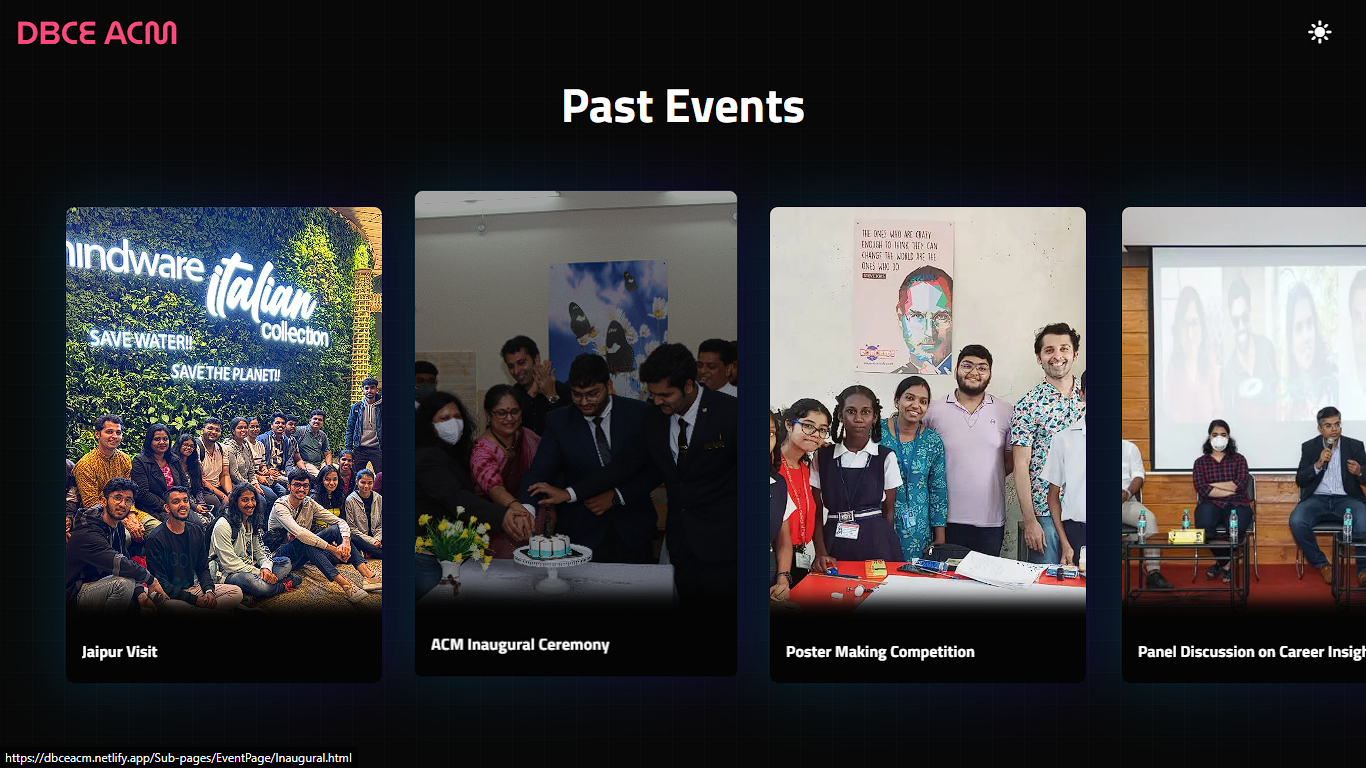 DBCE ACM
Past Events
hindware
italian
collection
SAVE WATER!!
SAVE THE PLANET!!
THE ONES WHO ARE CRAZY
ENOUGH TO THINK THEY CAN
CHANGE THE WORLD ARE THE
ONES WHO DO
Jaipur Visit
ACM Inaugural Ceremony
Poster Making Competition
Panel Discussion on Career Insigh
https://dbceacm.netlify.app/Sub-pages/EventPage/Inaugural.html